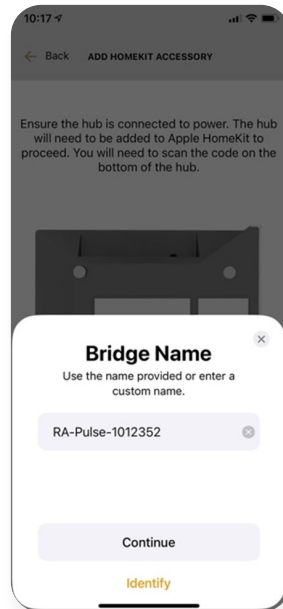 10:17
Back ADD HOMEKIT ACCESSORY
Ensure the hub is connected to power. The hub
will need to be added to Apple HomeKit to
proceed. You will need to scan the code on the
bottom of the hub.
Bridge Name
Use the name provided or enter a
custom name.
RA-Pulse-1012352
Continue
Identify